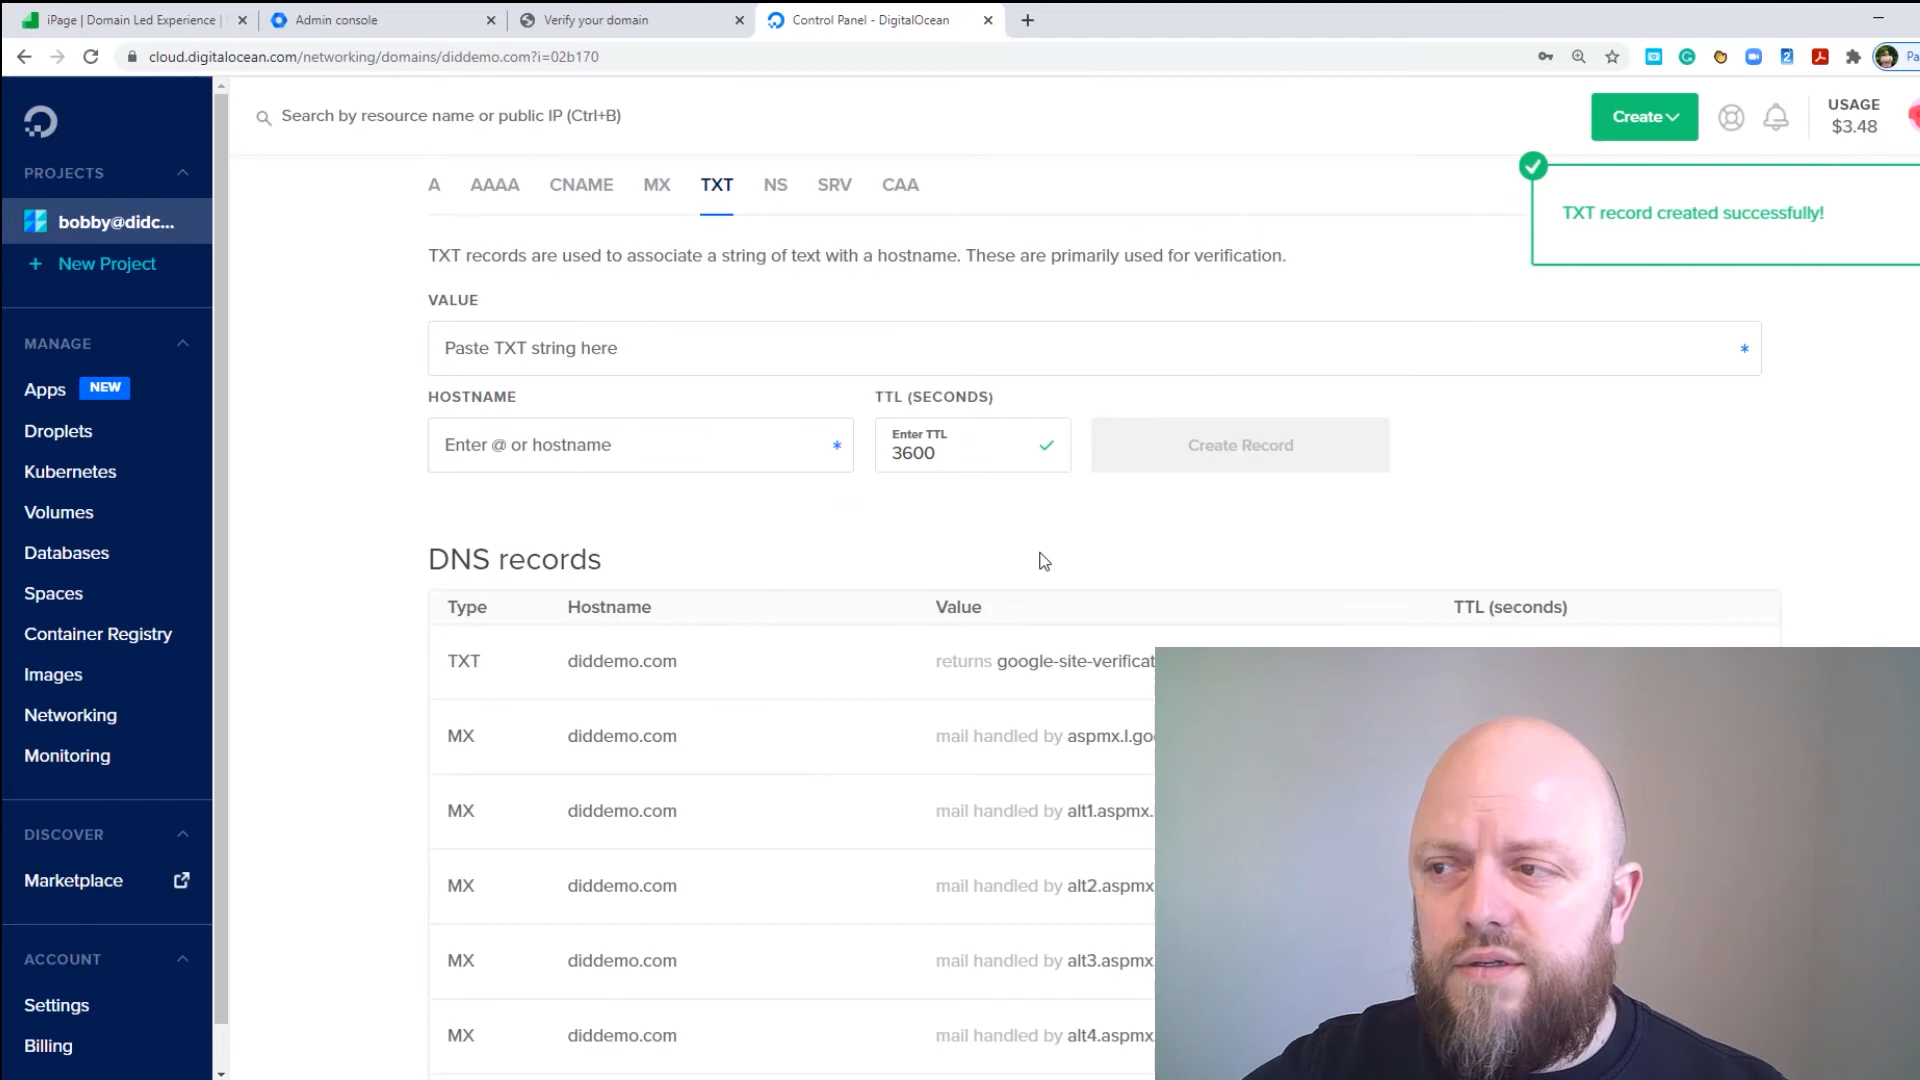 iPage | Domain Led Experience |
Admin console
Verify your domain
Control Panel - DigitalOcean
cloud.digitalocean.com/networking/domains/diddemo.com?i=02b170
Pa
Search by resource name or public IP (Ctrl+B)
Create
USAGE
$3.48
PROJECTS
bobby@didc...
+ New Project
MANAGE
Apps NEW
Droplets
Kubernetes
Volumes
Databases
Spaces
Container Registry
Images
Networking
Monitoring
DISCOVER
Marketplace
ACCOUNT
Settings
Billing
A AAAA CNAME MX TXT NS SRV CAA
TXT record created successfully!
TXT records are used to associate a string of text with a hostname. These are primarily used for verification.
VALUE
Paste TXT string here *
HOSTNAME
TTL (SECONDS)
Enter @ or hostname *
Enter TTL
3600
Create Record
DNS records
Type Hostname Value TTL (seconds)
TXT diddemo.com returns google-site-verificat
MX diddemo.com mail handled by aspmx.l.go
MX diddemo.com mail handled by alt1.aspmx.
MX diddemo.com mail handled by alt2.aspmx
MX diddemo.com mail handled by alt3.aspmx
MX diddemo.com mail handled by alt4.aspmx